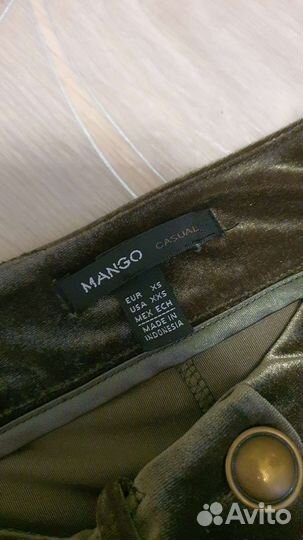 MANGO CASUAL
EUR XS
USA XXS
MEX ECH
MADE IN
INDONESIA
Avito